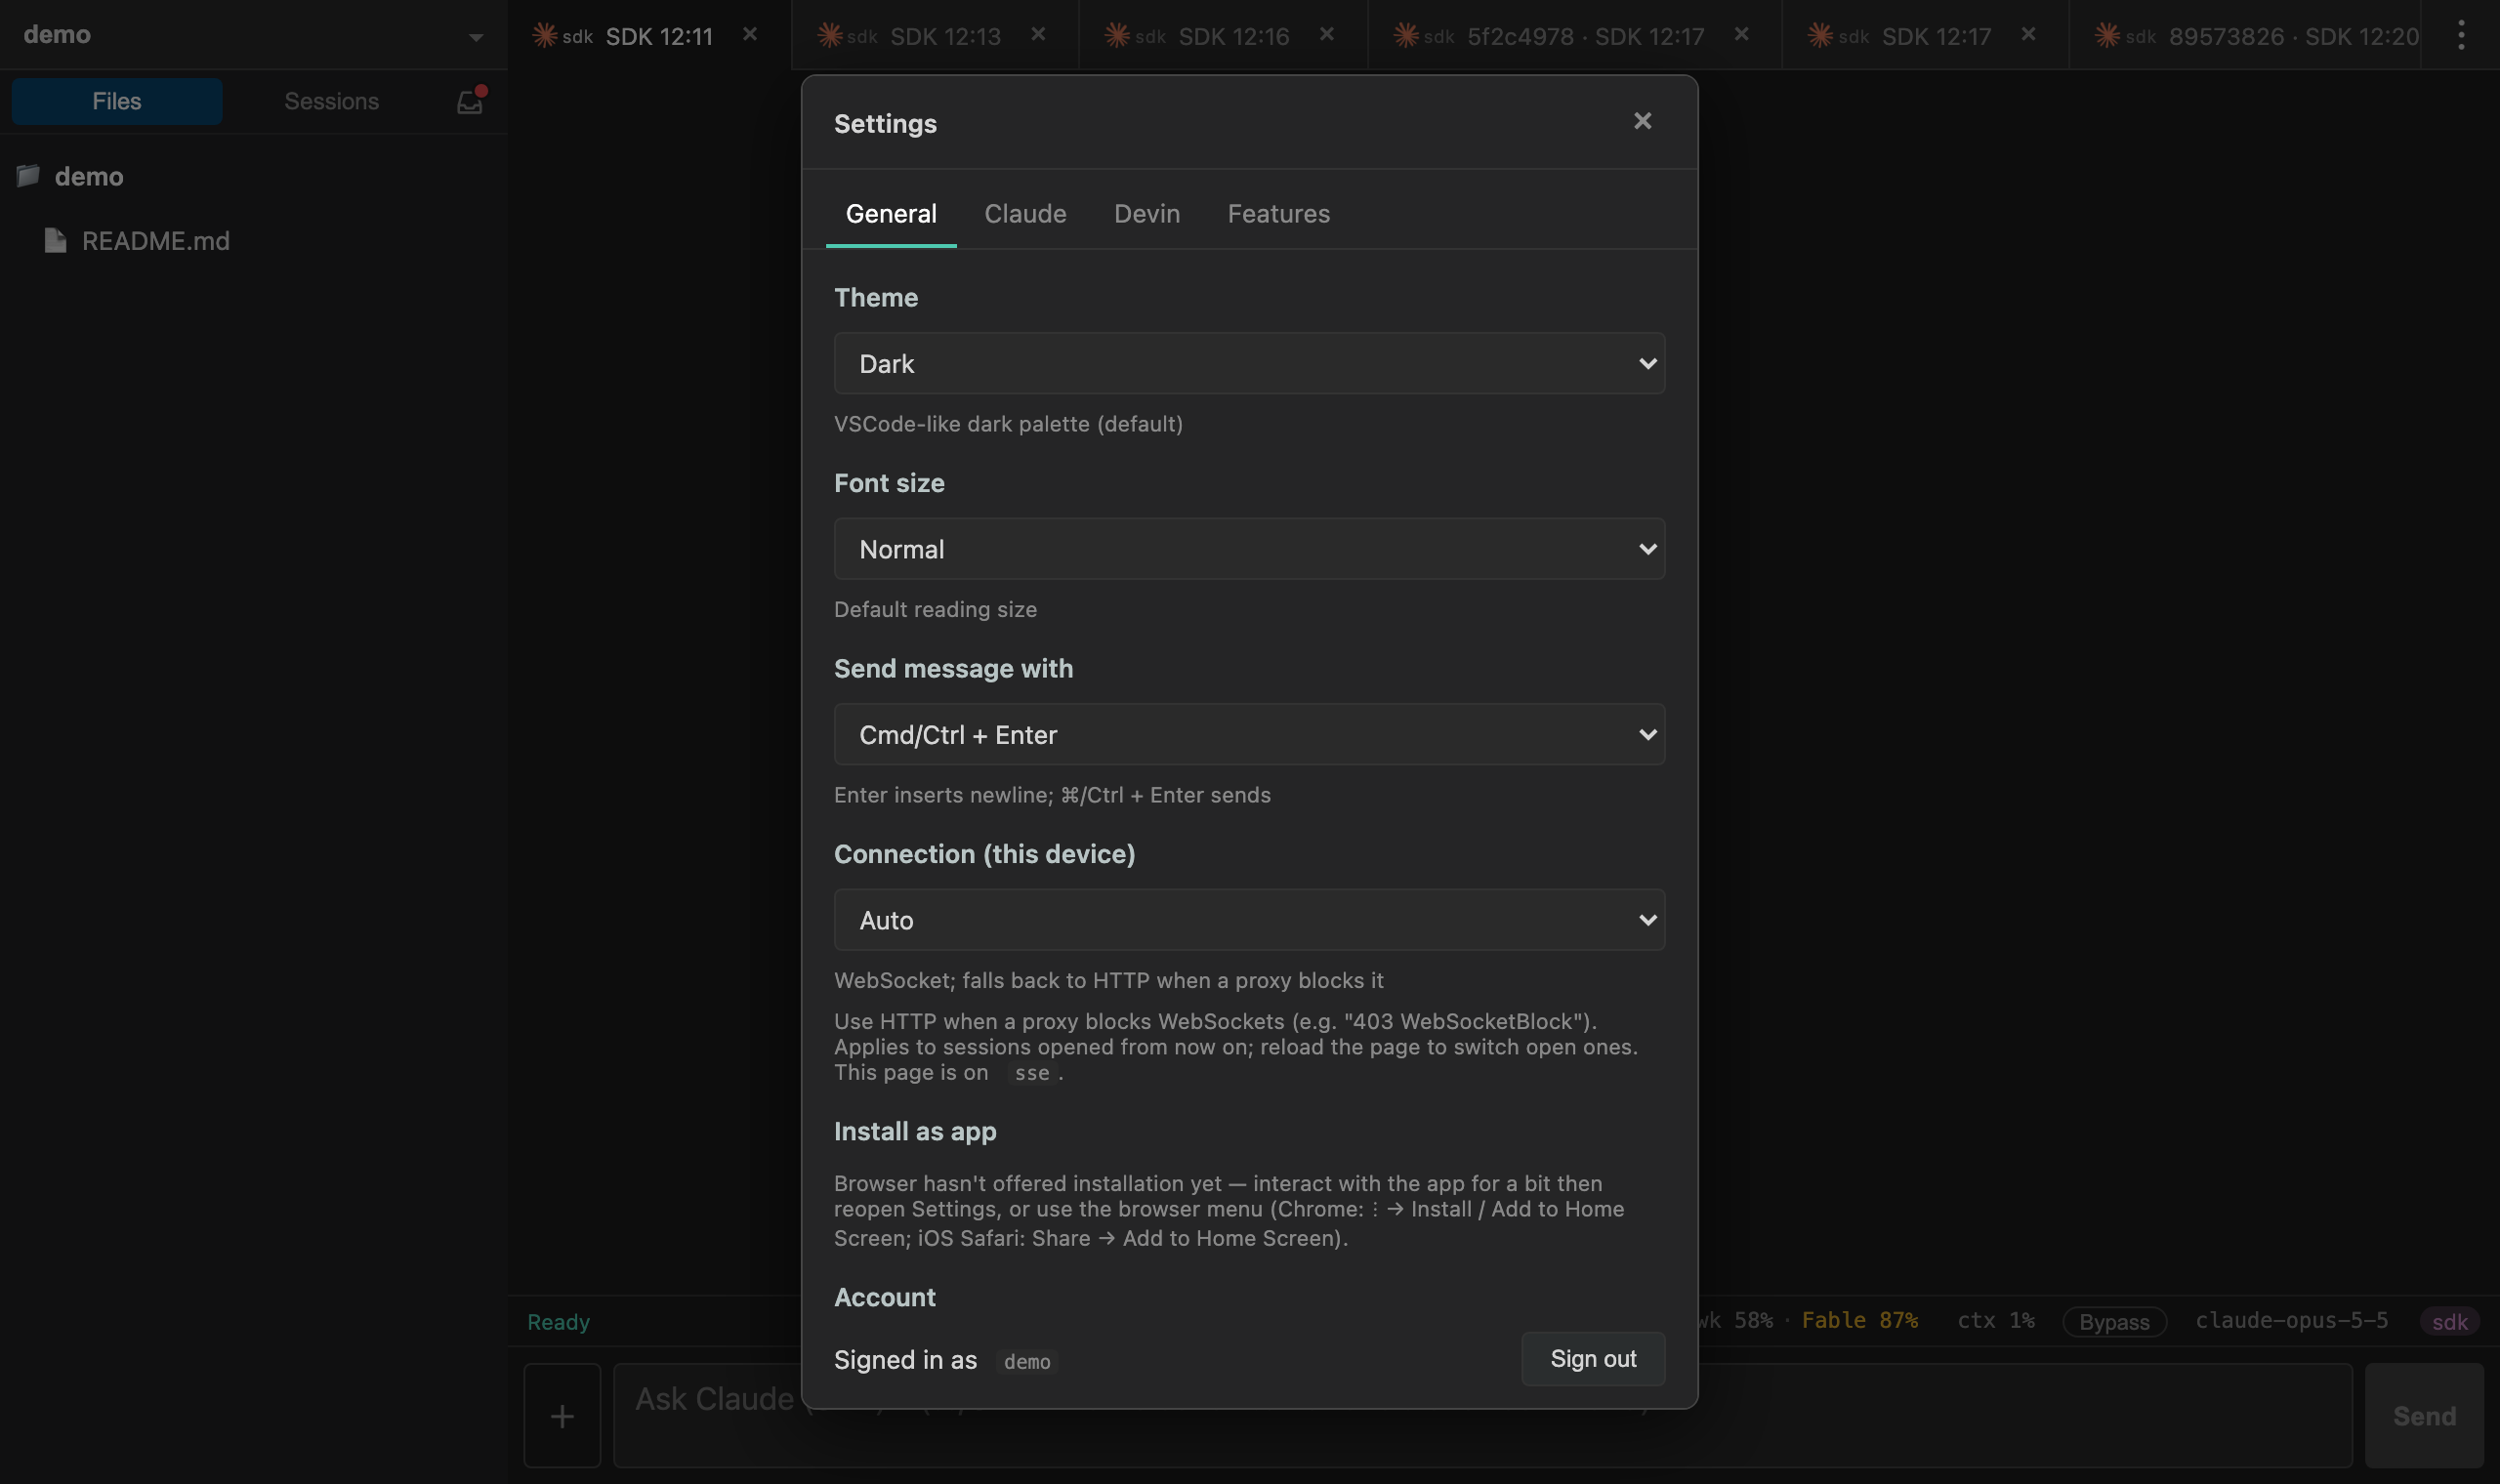 demo
sdk SDK 12:11
sdk SDK 12:13
sdk SDK 12:16
sdk 5f2c4978 · SDK 12:17
sdk SDK 12:17
sdk 89573826 · SDK 12:20
Files
Sessions
demo
README.md
Settings
General
Claude
Devin
Features
Theme
Dark
VSCode-like dark palette (default)
Font size
Normal
Default reading size
Send message with
Cmd/Ctrl + Enter
Enter inserts newline; ⌘/Ctrl + Enter sends
Connection (this device)
Auto
WebSocket; falls back to HTTP when a proxy blocks it
Use HTTP when a proxy blocks WebSockets (e.g. "403 WebSocketBlock").
Applies to sessions opened from now on; reload the page to switch open ones.
This page is on sse.
Install as app
Browser hasn't offered installation yet — interact with the app for a bit then
reopen Settings, or use the browser menu (Chrome: ⋮ → Install / Add to Home
Screen; iOS Safari: Share → Add to Home Screen).
Account
Signed in as demo
Sign out
Ready
wk 58% · Fable 87%
ctx 1%
Bypass
claude-opus-5-5
sdk
Ask Claude
Send